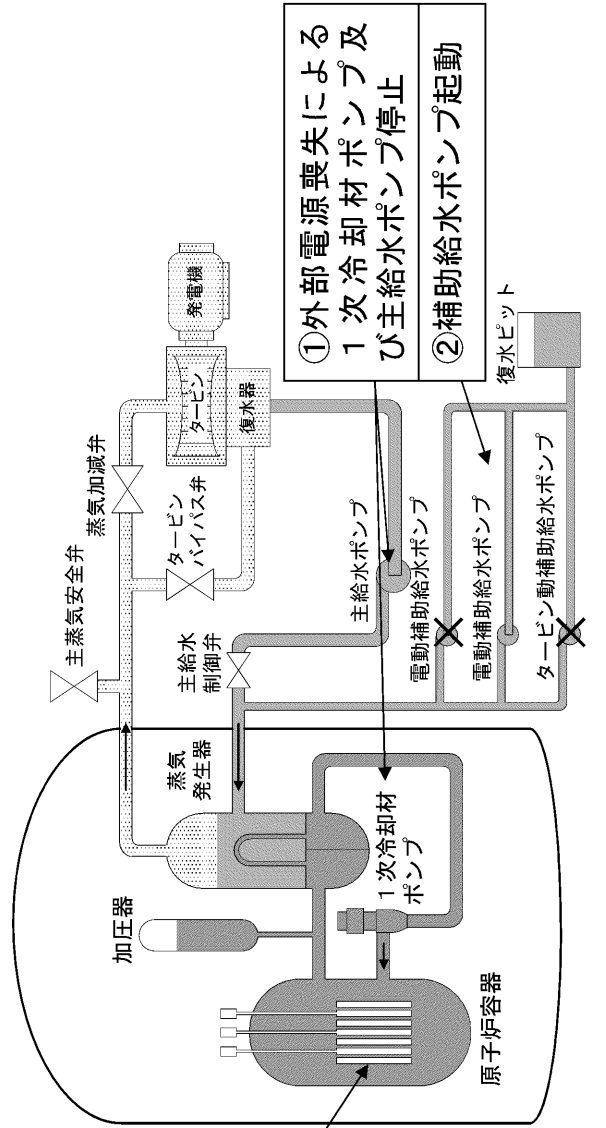 ①外部電源喪失による
１次冷却材ポンプ及
び主給水ポンプ停止
②補助給水ポンプ起動
主蒸気安全弁
蒸気加減弁
タービン
バイパス弁
タービン
発電機
復水器
主給水ポンプ
主給水
制御弁
電動補助給水ポンプ
電動補助給水ポンプ
タービン動補助給水ポンプ
復水ピット
加圧器
蒸気
発生器
１次冷却材
ポンプ
原子炉容器